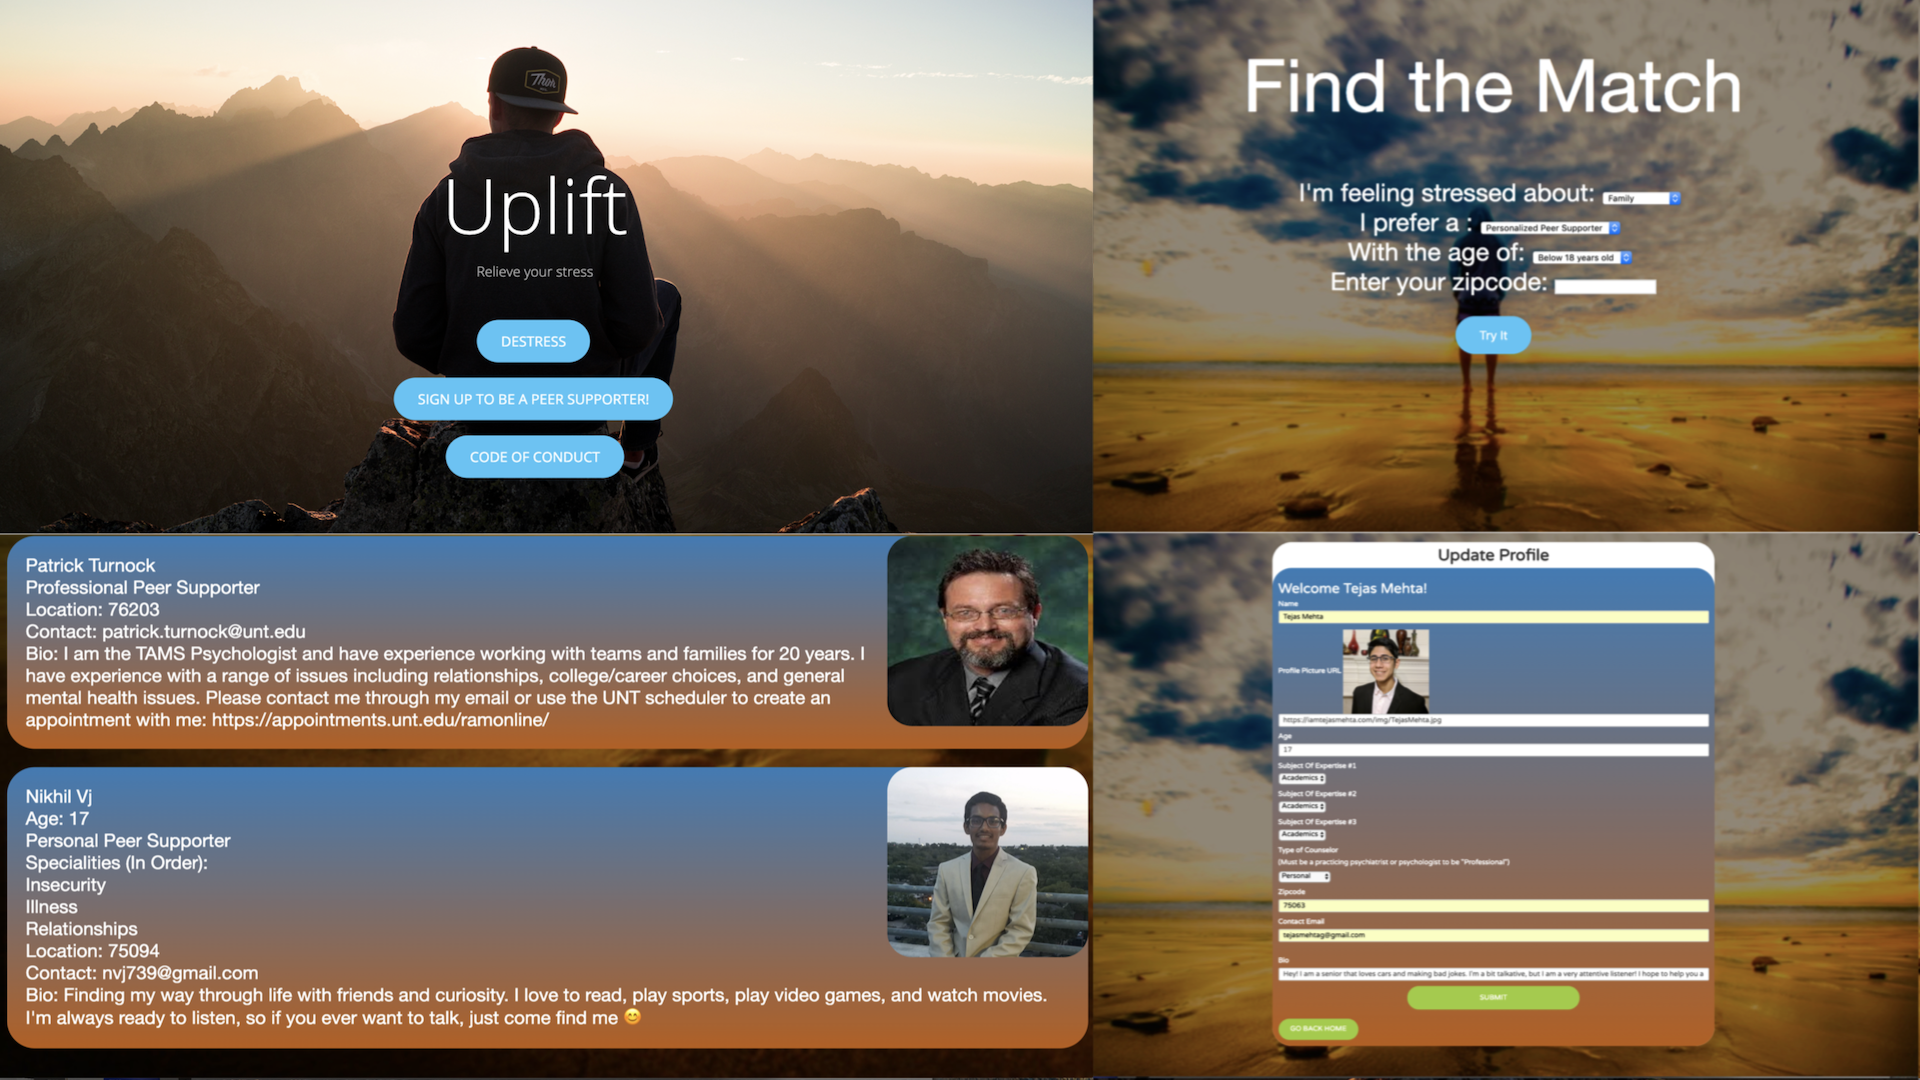 Thor
Uplift
Relieve your stress
DESTRESS
SIGN UP TO BE A PEER SUPPORTER!
CODE OF CONDUCT
Find the Match
I'm feeling stressed about: Family
I prefer a : Personalized Peer Supporter
With the age of: Below 18 years old
Enter your zipcode:
Try It
Patrick Turnock
Professional Peer Supporter
Location: 76203
Contact: patrick.turnock@unt.edu
Bio: I am the TAMS Psychologist and have experience working with teams and families for 20 years. I
have experience with a range of issues including relationships, college/career choices, and general
mental health issues. Please contact me through my email or use the UNT scheduler to create an
appointment with me: https://appointments.unt.edu/ramonline/
Nikhil Vj
Age: 17
Personal Peer Supporter
Specialities (In Order):
Insecurity
Illness
Relationships
Location: 75094
Contact: nvj739@gmail.com
Bio: Finding my way through life with friends and curiosity. I love to read, play sports, play video games, and watch movies.
I'm always ready to listen, so if you ever want to talk, just come find me 😊
Update Profile
Welcome Tejas Mehta!
Name
Tejas Mehta
Profile Picture URL
https://iamtejasmehta.com/img/TejasMehta.jpg
Age
17
Subject Of Expertise #1
Academics
Subject Of Expertise #2
Academics
Subject Of Expertise #3
Academics
Type of Counselor
(Must be a practicing psychiatrist or psychologist to be "Professional")
Personal
Zipcode
75063
Contact Email
tejasmehtag@gmail.com
Bio
Hey! I am a senior that loves cars and making bad jokes. I'm a bit talkative, but I am a very attentive listener! I hope to help you a
SUBMIT
GO BACK HOME